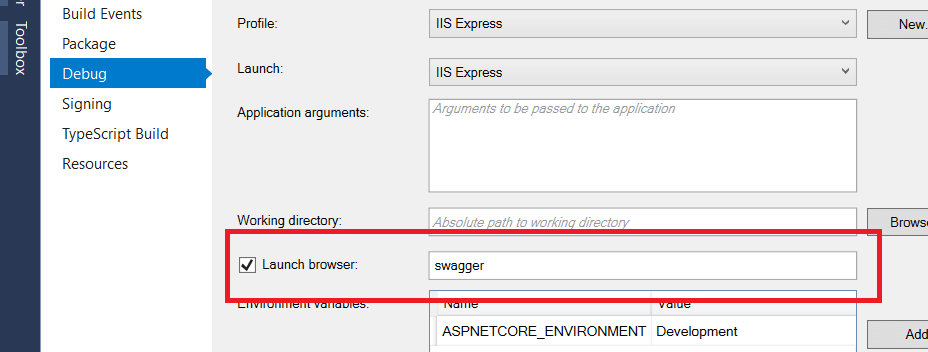 Toolbox
Build Events
Package
Debug
Signing
TypeScript Build
Resources
Profile:
IIS Express
New.
Launch:
IIS Express
Application arguments:
Arguments to be passed to the application
Working directory:
Absolute path to working directory
Browse
Launch browser:
swagger
Environment variables:
Name
Value
ASPNETCORE_ENVIRONMENT
Development
Add